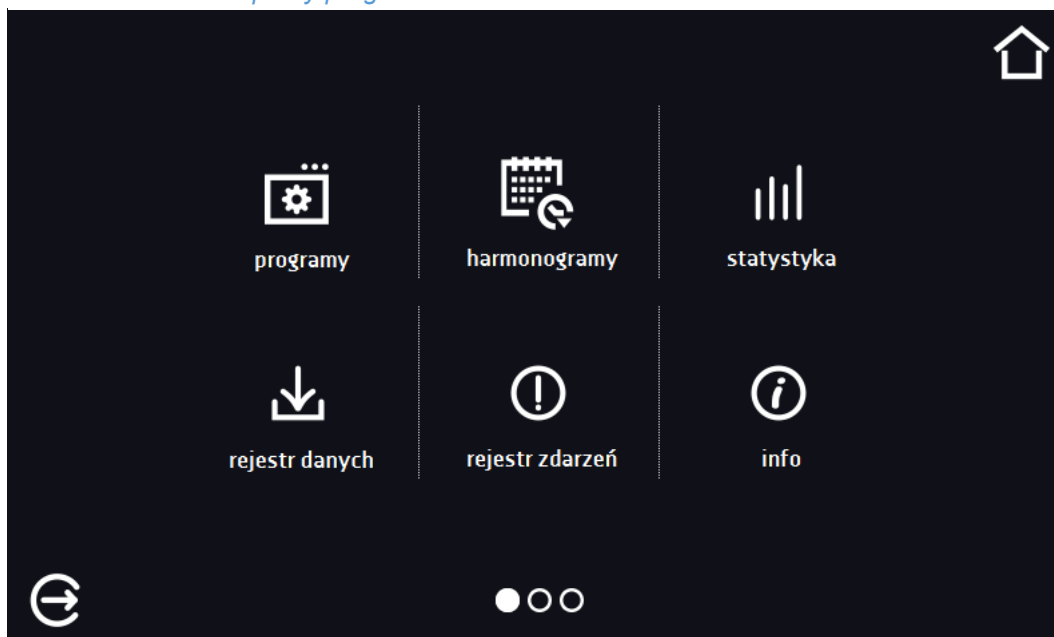 programy
harmonogramy
statystyka
rejestr danych
rejestr zdarzeń
info